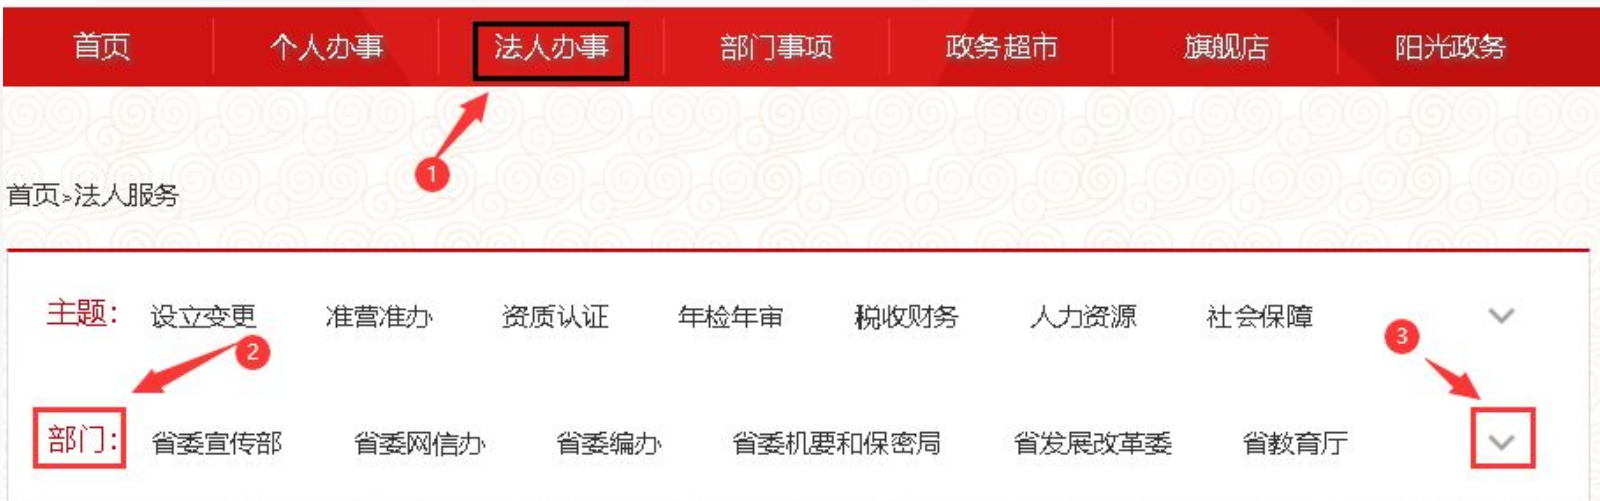 首页 个人办事 法人办事 部门事项 政务超市 旗舰店 阳光政务
1
首页>法人服务
主题: 设立变更 准营准办 资质认证 年检年审 税收财务 人力资源 社会保障
2 3
部门: 省委宣传部 省委网信办 省委编办 省委机要和保密局 省发展改革委 省教育厅